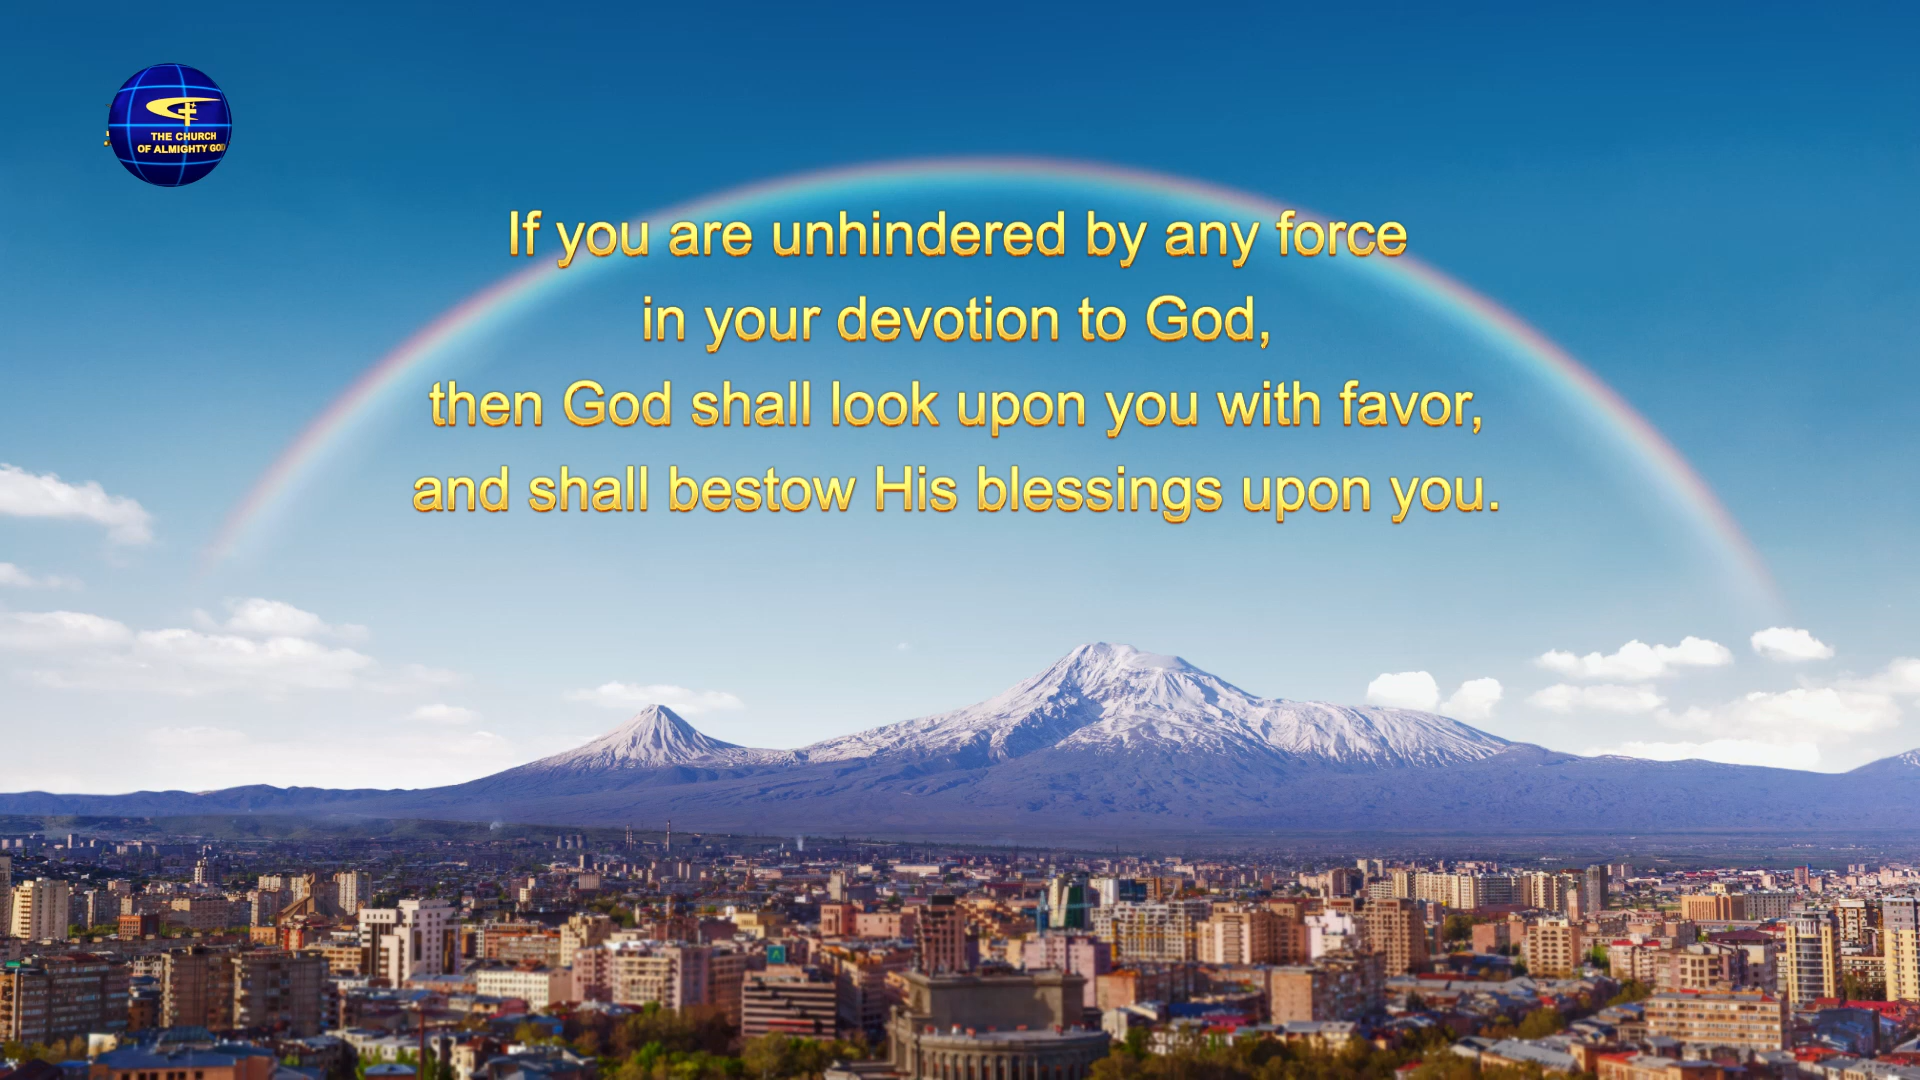 THE CHURCH
OF ALMIGHTY GOD
If you are unhindered by any force
in your devotion to God,
then God shall look upon you with favor,
and shall bestow His blessings upon you.